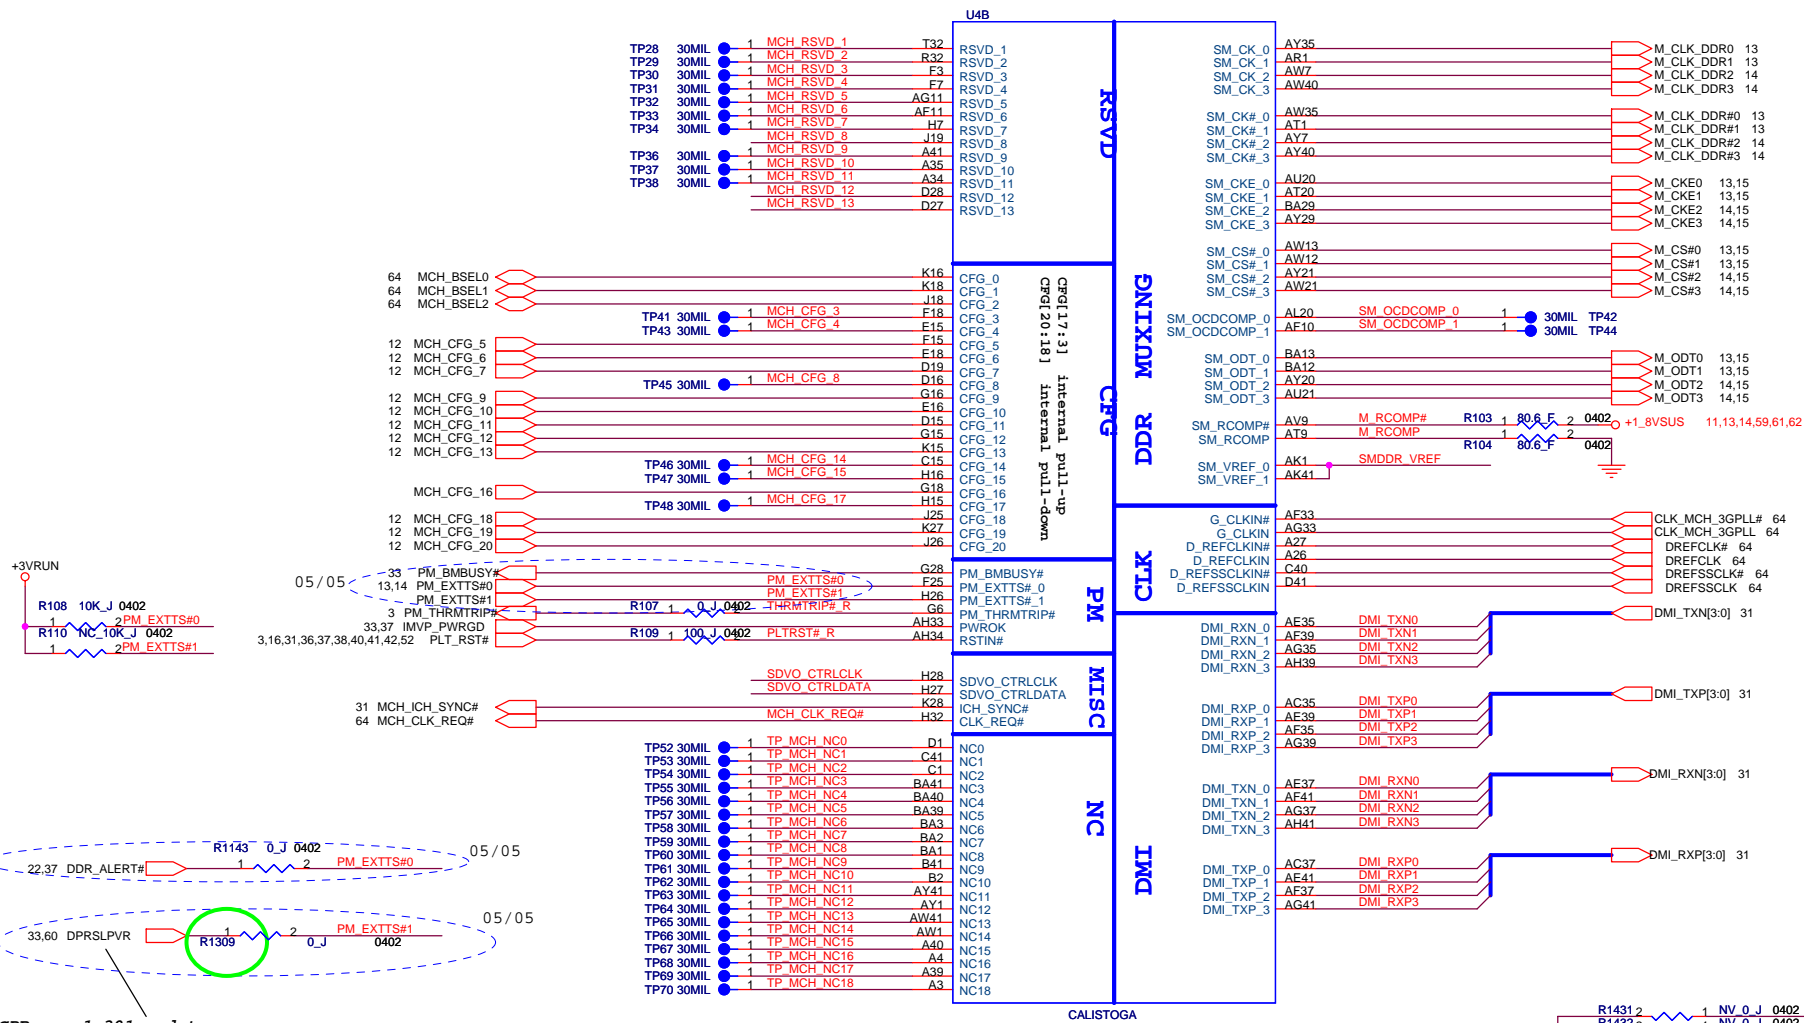 U4B
TP28 30MIL 1 MCH_RSVD_1 T32 RSVD_1
TP29 30MIL 1 MCH_RSVD_2 R32 RSVD_2
TP30 30MIL 1 MCH_RSVD_3 F3 RSVD_3
TP31 30MIL 1 MCH_RSVD_4 F7 RSVD_4
TP32 30MIL 1 MCH_RSVD_5 AG11 RSVD_5
TP33 30MIL 1 MCH_RSVD_6 AF11 RSVD_6
TP34 30MIL 1 MCH_RSVD_7 H7 RSVD_7
MCH_RSVD_8 J19 RSVD_8
TP36 30MIL 1 MCH_RSVD_9 A41 RSVD_9
TP37 30MIL 1 MCH_RSVD_10 A35 RSVD_10
TP38 30MIL 1 MCH_RSVD_11 A34 RSVD_11
MCH_RSVD_12 D28 RSVD_12
MCH_RSVD_13 D27 RSVD_13
RSVD
64 MCH_BSEL0 K16 CFG_0
64 MCH_BSEL1 K18 CFG_1
64 MCH_BSEL2 J18 CFG_2
TP41 30MIL 1 MCH_CFG_3 F18 CFG_3
TP43 30MIL 1 MCH_CFG_4 E15 CFG_4
12 MCH_CFG_5 F15 CFG_5
12 MCH_CFG_6 E18 CFG_6
12 MCH_CFG_7 D19 CFG_7
TP45 30MIL 1 MCH_CFG_8 D16 CFG_8
12 MCH_CFG_9 G16 CFG_9
12 MCH_CFG_10 E16 CFG_10
12 MCH_CFG_11 D15 CFG_11
12 MCH_CFG_12 G15 CFG_12
12 MCH_CFG_13 K15 CFG_13
TP46 30MIL 1 MCH_CFG_14 C15 CFG_14
TP47 30MIL 1 MCH_CFG_15 H16 CFG_15
MCH_CFG_16 G18 CFG_16
TP48 30MIL 1 MCH_CFG_17 H15 CFG_17
12 MCH_CFG_18 J25 CFG_18
12 MCH_CFG_19 K27 CFG_19
12 MCH_CFG_20 J26 CFG_20
CFG[17:3] internal pull-up
CFG[20:18] internal pull-down
CFG
05/05
33 PM_BMBUSY# G28 PM_BMBUSY#
13,14 PM_EXTTS#0 PM_EXTTS#0 F25 PM_EXTTS#_0
PM_EXTTS#1 PM_EXTTS#1 H26 PM_EXTTS#_1
3 PM_THRMTRIP# R107 1 0_J 2 0402 THRMTRIP#_R G6 PM_THRMTRIP#
33,37 IMVP_PWRGD AH33 PWROK
3,16,31,36,37,38,40,41,42,52 PLT_RST# R109 1 100_J 2 0402 PLTRST#_R AH34 RSTIN#
PM
+3VRUN
R108 10K_J 0402
1 2 PM_EXTTS#0
R110 NC_10K_J 0402
1 2 PM_EXTTS#1
SDVO_CTRLCLK H28 SDVO_CTRLCLK
SDVO_CTRLDATA H27 SDVO_CTRLDATA
31 MCH_ICH_SYNC# K28 ICH_SYNC#
64 MCH_CLK_REQ# MCH_CLK_REQ# H32 CLK_REQ#
MISC
TP52 30MIL 1 TP_MCH_NC0 D1 NC0
TP53 30MIL 1 TP_MCH_NC1 C41 NC1
TP54 30MIL 1 TP_MCH_NC2 C1 NC2
TP55 30MIL 1 TP_MCH_NC3 BA41 NC3
TP56 30MIL 1 TP_MCH_NC4 BA40 NC4
TP57 30MIL 1 TP_MCH_NC5 BA39 NC5
TP58 30MIL 1 TP_MCH_NC6 BA3 NC6
TP59 30MIL 1 TP_MCH_NC7 BA2 NC7
TP60 30MIL 1 TP_MCH_NC8 BA1 NC8
TP61 30MIL 1 TP_MCH_NC9 B41 NC9
TP62 30MIL 1 TP_MCH_NC10 B2 NC10
TP63 30MIL 1 TP_MCH_NC11 AY41 NC11
TP64 30MIL 1 TP_MCH_NC12 AY1 NC12
TP65 30MIL 1 TP_MCH_NC13 AW41 NC13
TP66 30MIL 1 TP_MCH_NC14 AW1 NC14
TP67 30MIL 1 TP_MCH_NC15 A40 NC15
TP68 30MIL 1 TP_MCH_NC16 A4 NC16
TP69 30MIL 1 TP_MCH_NC17 A39 NC17
TP70 30MIL 1 TP_MCH_NC18 A3 NC18
NC
R1143 0_J 0402 05/05
22,37 DDR_ALERT# 1 2 PM_EXTTS#0
05/05
33,60 DPRSLPVR 1 2 PM_EXTTS#1
R1309 0_J 0402
SM_CK_0 AY35 M_CLK_DDR0 13
SM_CK_1 AR1 M_CLK_DDR1 13
SM_CK_2 AW7 M_CLK_DDR2 14
SM_CK_3 AW40 M_CLK_DDR3 14
SM_CK#_0 AW35 M_CLK_DDR#0 13
SM_CK#_1 AT1 M_CLK_DDR#1 13
SM_CK#_2 AY7 M_CLK_DDR#2 14
SM_CK#_3 AY40 M_CLK_DDR#3 14
SM_CKE_0 AU20 M_CKE0 13,15
SM_CKE_1 AT20 M_CKE1 13,15
SM_CKE_2 BA29 M_CKE2 14,15
SM_CKE_3 AY29 M_CKE3 14,15
SM_CS#_0 AW13 M_CS#0 13,15
SM_CS#_1 AW12 M_CS#1 13,15
SM_CS#_2 AY21 M_CS#2 14,15
SM_CS#_3 AW21 M_CS#3 14,15
SM_OCDCOMP_0 AL20 SM_OCDCOMP_0 1 30MIL TP42
SM_OCDCOMP_1 AF10 SM_OCDCOMP_1 1 30MIL TP44
SM_ODT_0 BA13 M_ODT0 13,15
SM_ODT_1 BA12 M_ODT1 13,15
SM_ODT_2 AY20 M_ODT2 14,15
SM_ODT_3 AU21 M_ODT3 14,15
SM_RCOMP# AV9 M_RCOMP# R103 1 80.6_F 2 0402 +1_8VSUS 11,13,14,59,61,62
SM_RCOMP AT9 M_RCOMP R104 1 80.6_F 2 0402
SM_VREF_0 AK1 SMDDR_VREF
SM_VREF_1 AK41
DDR MUXING
G_CLKIN# AF33 CLK_MCH_3GPLL# 64
G_CLKIN AG33 CLK_MCH_3GPLL 64
D_REFCLKIN# A27 DREFCLK# 64
D_REFCLKIN A26 DREFCLK 64
D_REFSSCLKIN# C40 DREFSSCLK# 64
D_REFSSCLKIN D41 DREFSSCLK 64
CLK
DMI_RXN_0 AE35 DMI_TXN0 DMI_TXN[3:0] 31
DMI_RXN_1 AF39 DMI_TXN1
DMI_RXN_2 AG35 DMI_TXN2
DMI_RXN_3 AH39 DMI_TXN3
DMI_RXP_0 AC35 DMI_TXP0 DMI_TXP[3:0] 31
DMI_RXP_1 AE39 DMI_TXP1
DMI_RXP_2 AF35 DMI_TXP2
DMI_RXP_3 AG39 DMI_TXP3
DMI_TXN_0 AE37 DMI_RXN0 DMI_RXN[3:0] 31
DMI_TXN_1 AF41 DMI_RXN1
DMI_TXN_2 AG37 DMI_RXN2
DMI_TXN_3 AH41 DMI_RXN3
DMI_TXP_0 AC37 DMI_RXP0 DMI_RXP[3:0] 31
DMI_TXP_1 AE41 DMI_RXP1
DMI_TXP_2 AF37 DMI_RXP2
DMI_TXP_3 AG41 DMI_RXP3
DMI
CALISTOGA
R1431 2 1 NV_0_J 0402